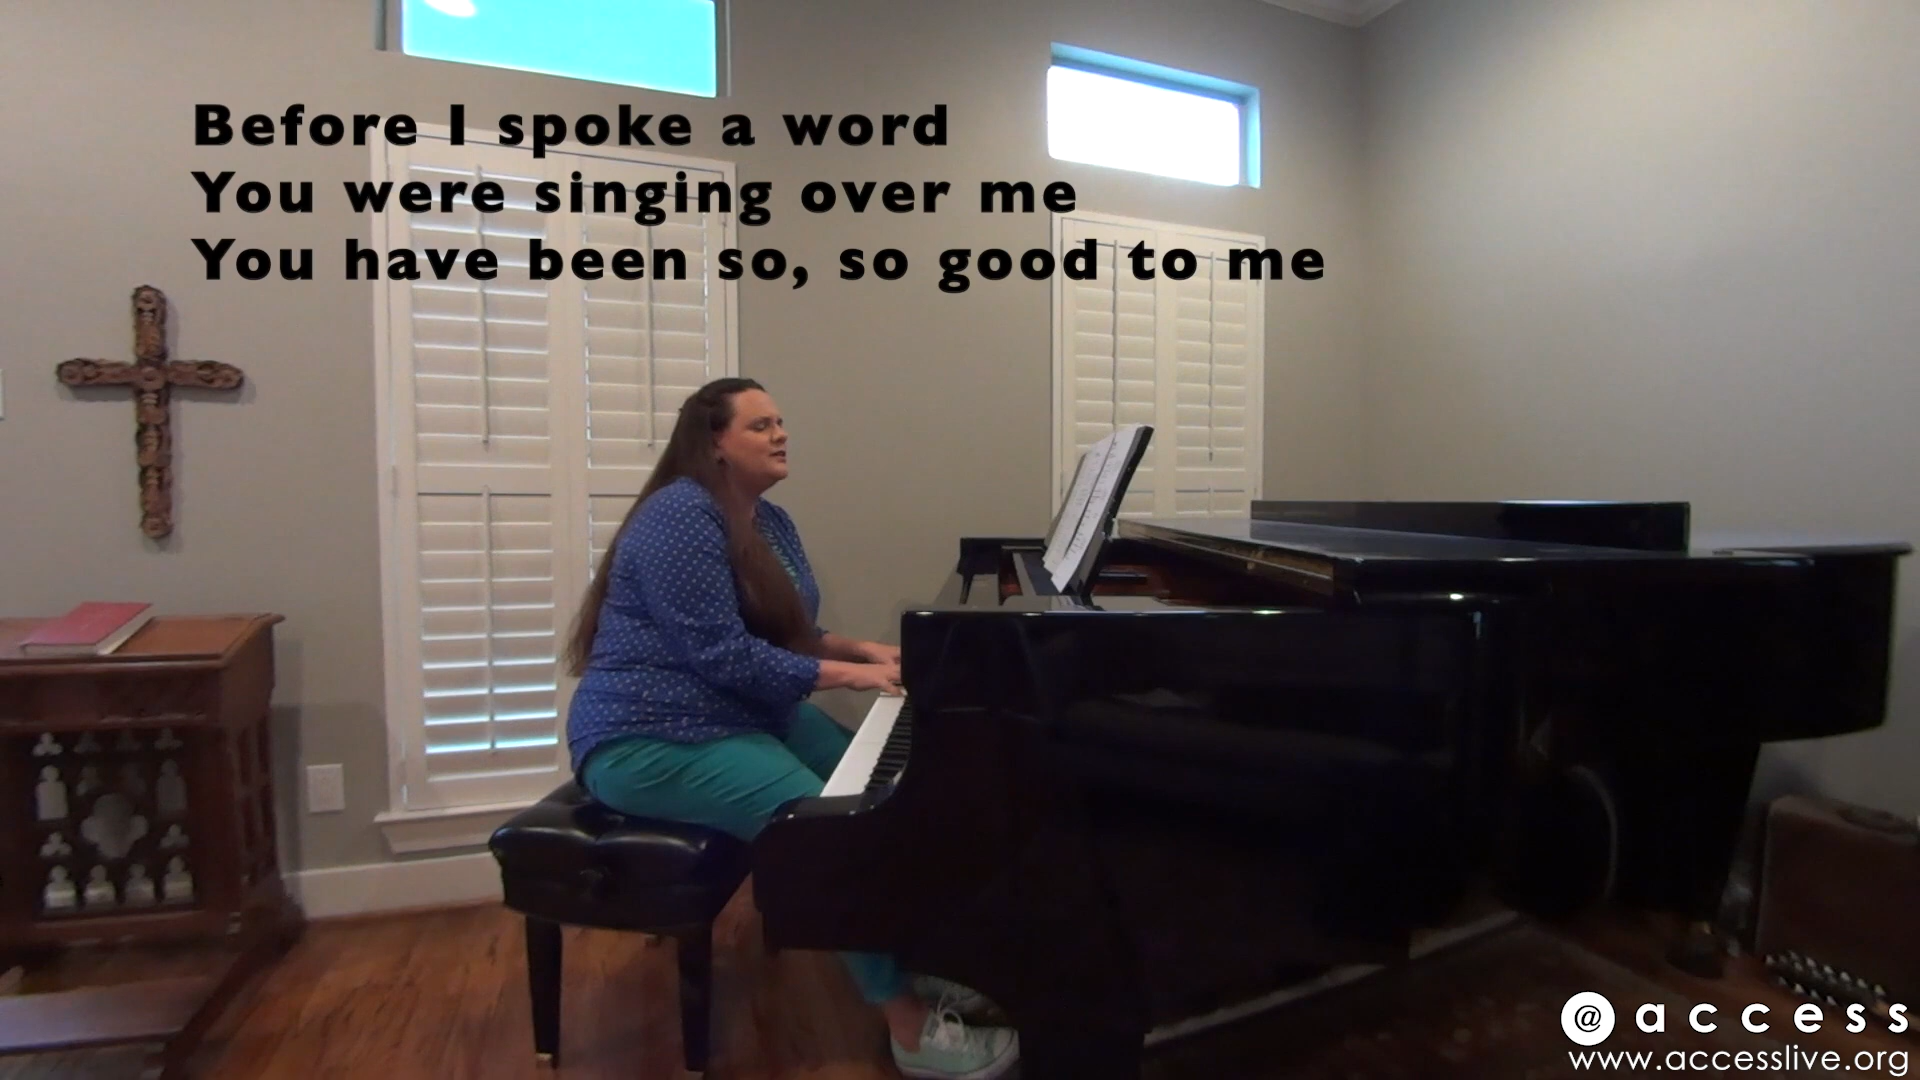 Before I spoke a word
You were singing over me
You have been so, so good to me
@ access
www.accesslive.org